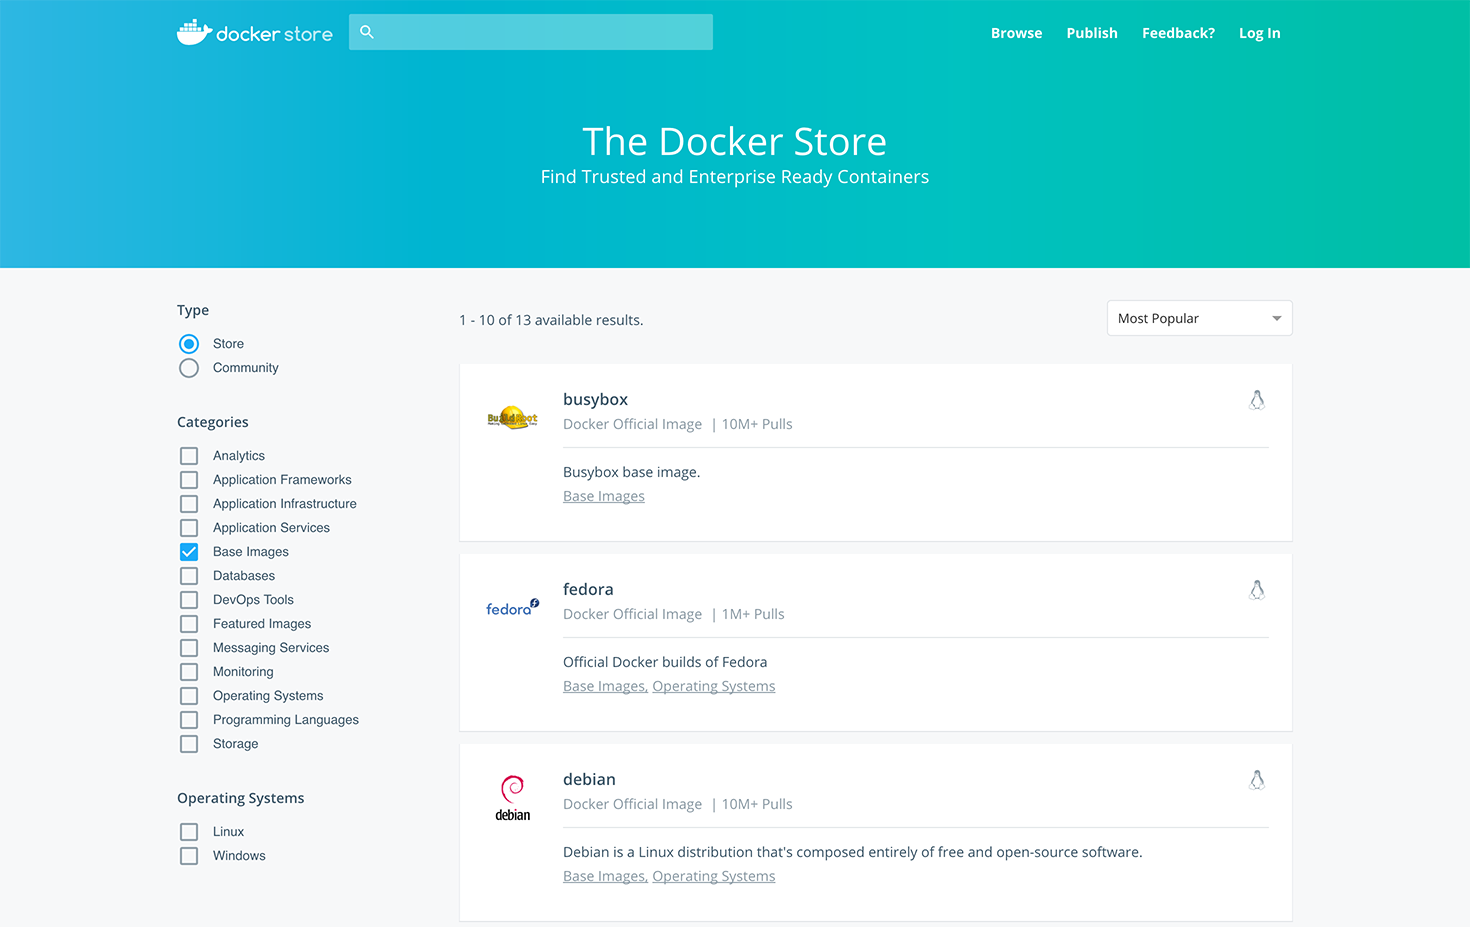 docker store
Browse Publish Feedback? Log In
The Docker Store
Find Trusted and Enterprise Ready Containers
Type
Store
Community
Categories
Analytics
Application Frameworks
Application Infrastructure
Application Services
Base Images
Databases
DevOps Tools
Featured Images
Messaging Services
Monitoring
Operating Systems
Programming Languages
Storage
Operating Systems
Linux
Windows
1 - 10 of 13 available results.
Most Popular
BuildRoot
busybox
Docker Official Image | 10M+ Pulls
Busybox base image.
Base Images
fedora
fedora
Docker Official Image | 1M+ Pulls
Official Docker builds of Fedora
Base Images, Operating Systems
debian
debian
Docker Official Image | 10M+ Pulls
Debian is a Linux distribution that's composed entirely of free and open-source software.
Base Images, Operating Systems